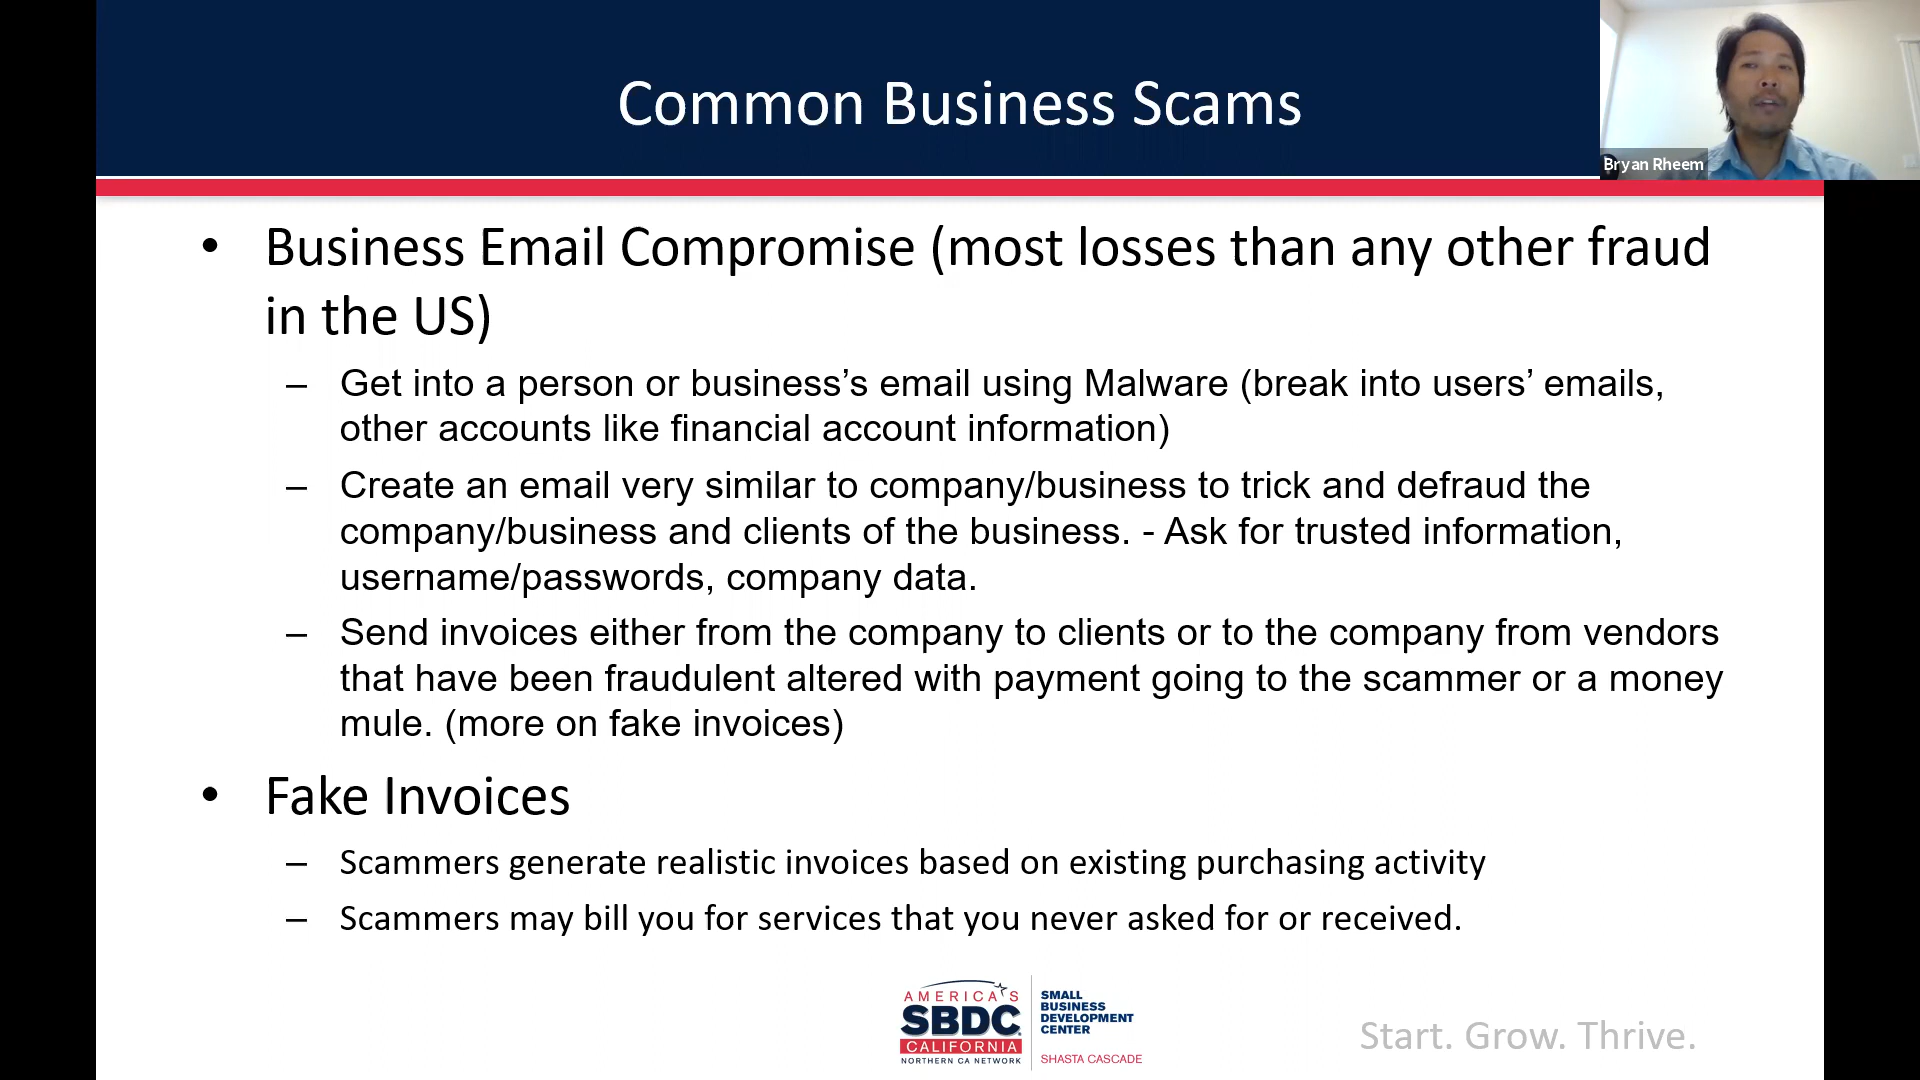 Common Business Scams
Bryan Rheem
• Business Email Compromise (most losses than any other fraud
in the US)
– Get into a person or business’s email using Malware (break into users’ emails,
other accounts like financial account information)
– Create an email very similar to company/business to trick and defraud the
company/business and clients of the business. - Ask for trusted information,
username/passwords, company data.
– Send invoices either from the company to clients or to the company from vendors
that have been fraudulent altered with payment going to the scammer or a money
mule. (more on fake invoices)
• Fake Invoices
– Scammers generate realistic invoices based on existing purchasing activity
– Scammers may bill you for services that you never asked for or received.
AMERICA'S
SBDC
CALIFORNIA
NORTHERN CA NETWORK
SMALL
BUSINESS
DEVELOPMENT
CENTER
SHASTA CASCADE
Start. Grow. Thrive.